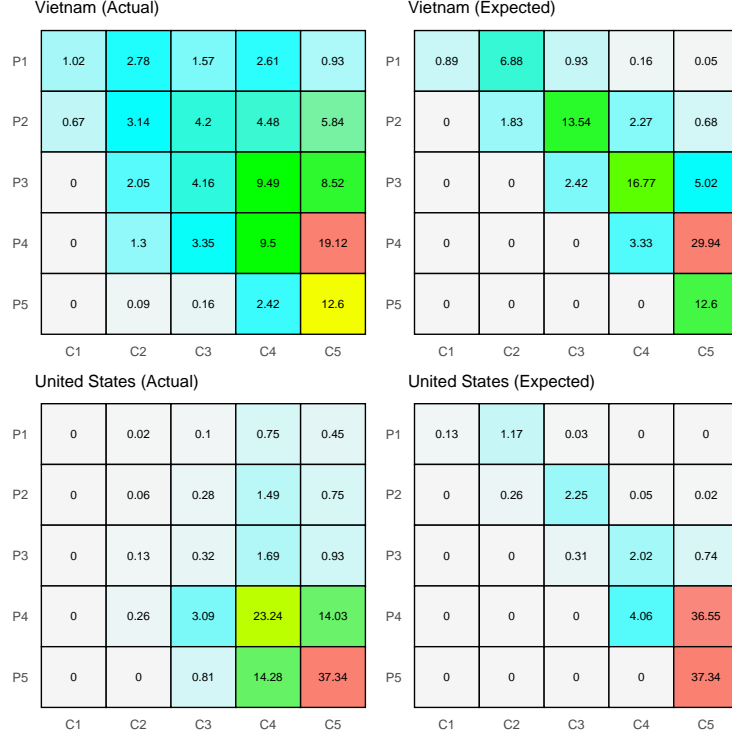 Vietnam (Actual)
P1 1.02 2.78 1.57 2.61 0.93
P2 0.67 3.14 4.2 4.48 5.84
P3 0 2.05 4.16 9.49 8.52
P4 0 1.3 3.35 9.5 19.12
P5 0 0.09 0.16 2.42 12.6
C1 C2 C3 C4 C5
Vietnam (Expected)
P1 0.89 6.88 0.93 0.16 0.05
P2 0 1.83 13.54 2.27 0.68
P3 0 0 2.42 16.77 5.02
P4 0 0 0 3.33 29.94
P5 0 0 0 0 12.6
C1 C2 C3 C4 C5
United States (Actual)
P1 0 0.02 0.1 0.75 0.45
P2 0 0.06 0.28 1.49 0.75
P3 0 0.13 0.32 1.69 0.93
P4 0 0.26 3.09 23.24 14.03
P5 0 0 0.81 14.28 37.34
C1 C2 C3 C4 C5
United States (Expected)
P1 0.13 1.17 0.03 0 0
P2 0 0.26 2.25 0.05 0.02
P3 0 0 0.31 2.02 0.74
P4 0 0 0 4.06 36.55
P5 0 0 0 0 37.34
C1 C2 C3 C4 C5